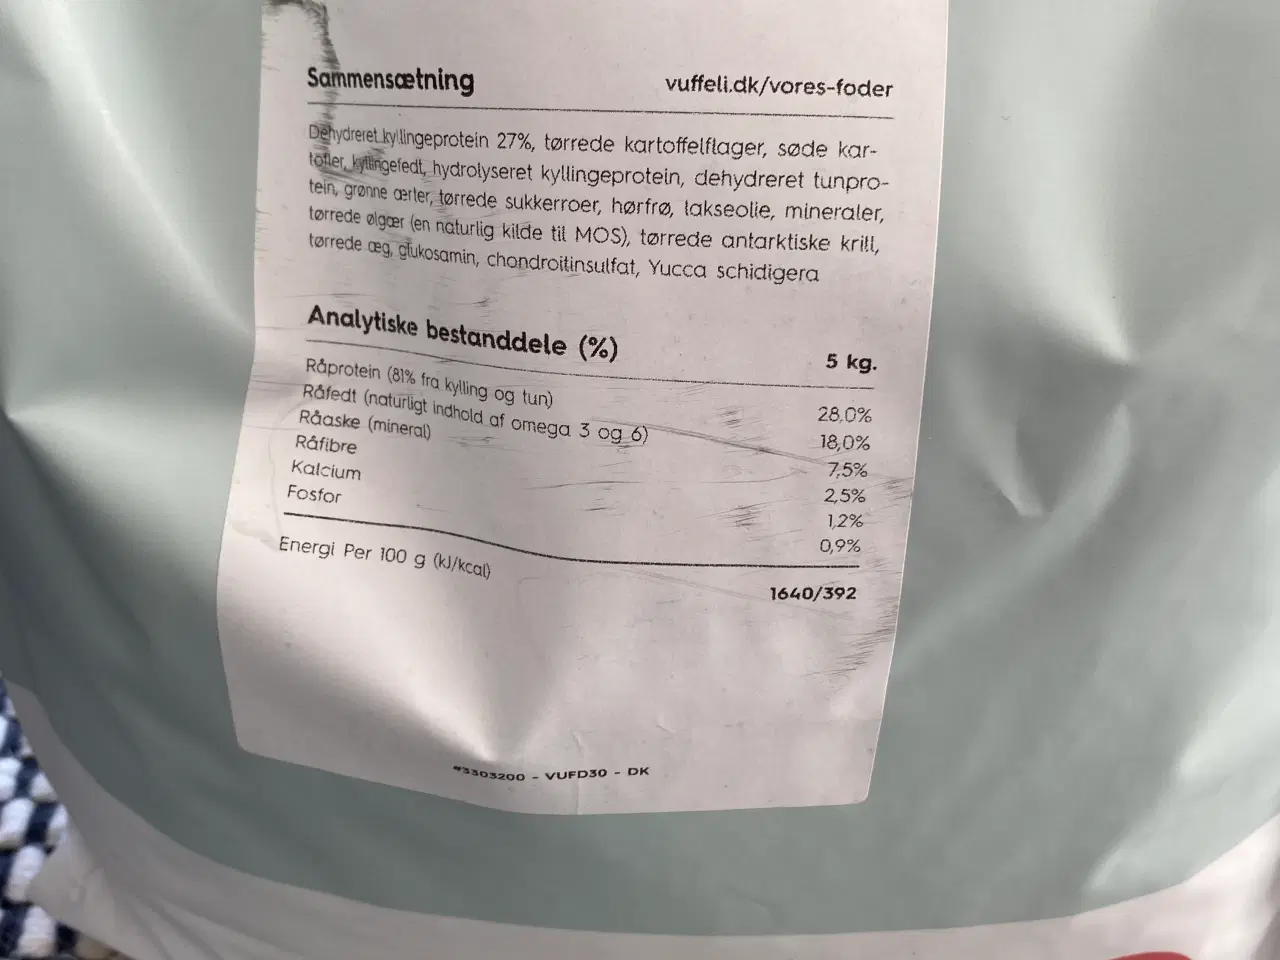 Sammensætning
vuffeli.dk/vores-foder
Dehydreret kyllingeprotein 27%, tørrede kartoffelflager, søde kar-
tofler, kyllingefedt, hydrolyseret kyllingeprotein, dehydreret tunpro-
tein, grønne ærter, tørrede sukkerroer, hørfrø, lakseolie, mineraler,
tørrede ølgær (en naturlig kilde til MOS), tørrede antarktiske krill,
tørrede æg, glukosamin, chondroitinsulfat, Yucca schidigera
Analytiske bestanddele (%)
5 kg.
Råprotein (81% fra kylling og tun) 28,0%
Råfedt (naturligt indhold af omega 3 og 6) 18,0%
Råaske (mineral) 7,5%
Råfibre 2,5%
Kalcium 1,2%
Fosfor 0,9%
Energi Per 100 g (kJ/kcal) 1640/392
#3303200 - VUFD30 - DK